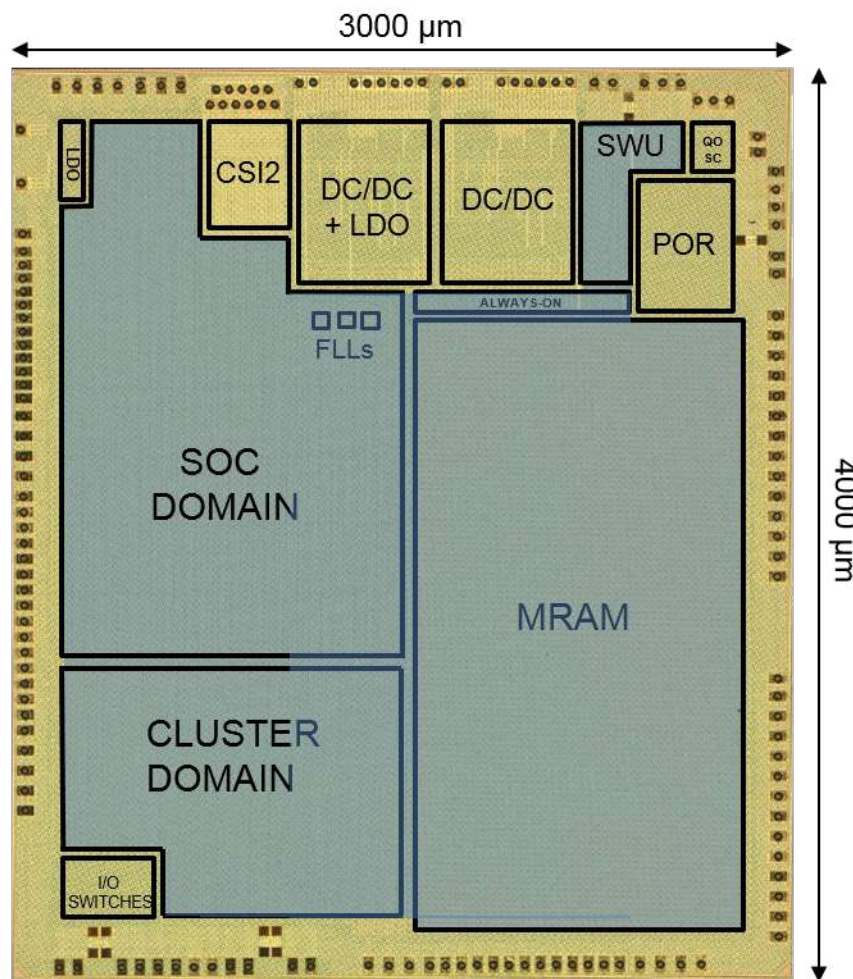 3000 µm
LDO
CSI2
DC/DC
+ LDO
DC/DC
SWU
QO
SC
POR
ALWAYS-ON
FLLs
SOC
DOMAIN
4000 µm
MRAM
CLUSTER
DOMAIN
I/O
SWITCHES